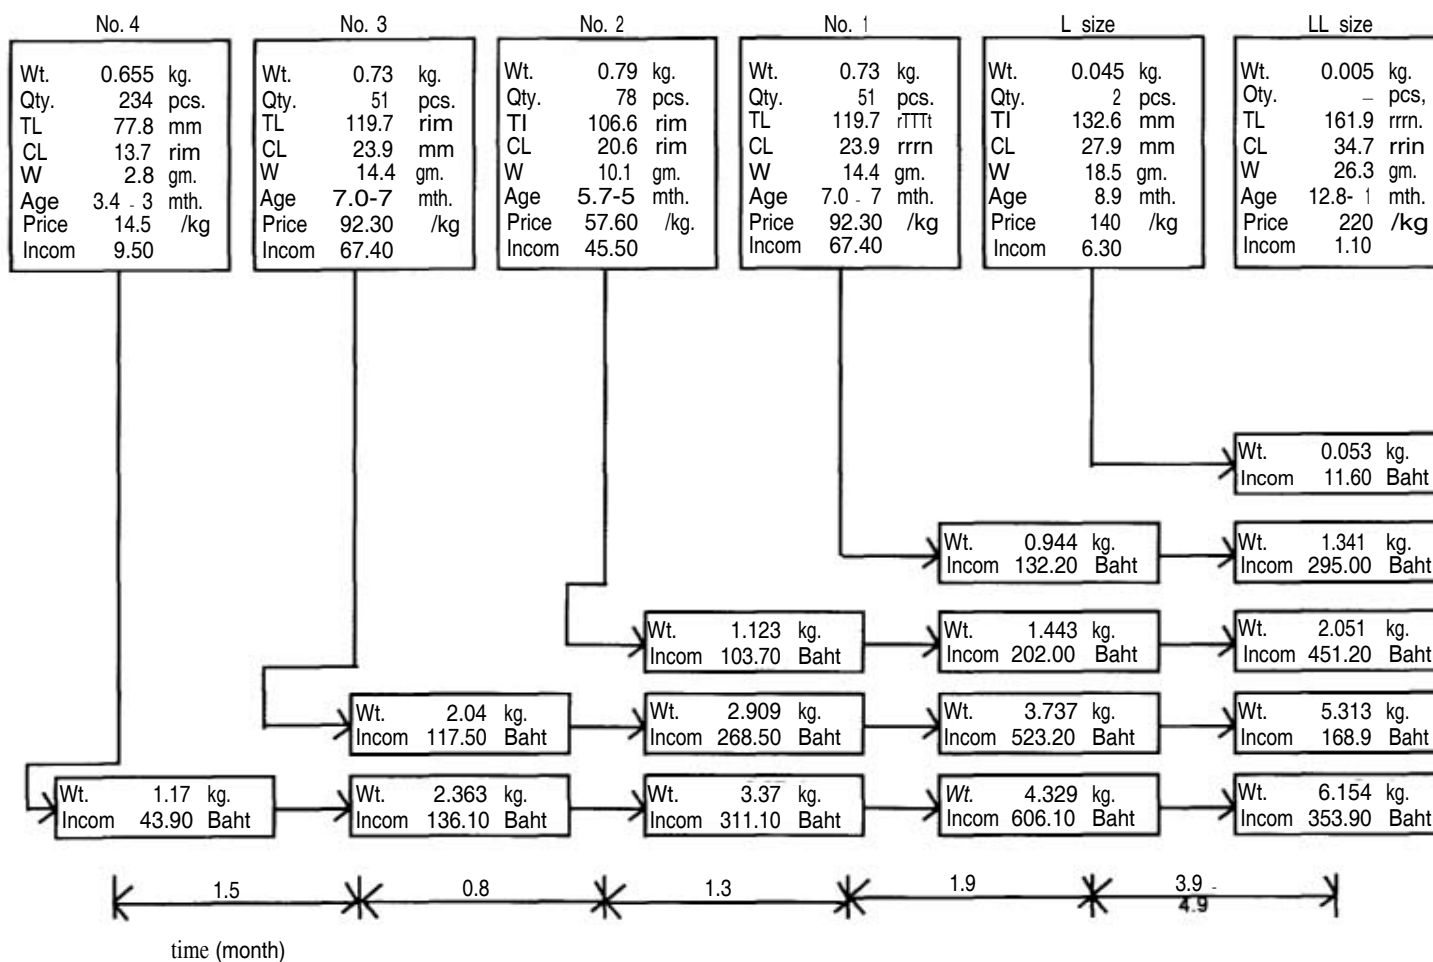 No. 4
Wt. 0.655 kg.
Qty. 234 pcs.
TL 77.8 mm
CL 13.7 rim
W 2.8 gm.
Age 3.4 - 3 mth.
Price 14.5 /kg
Incom 9.50
No. 3
Wt. 0.73 kg.
Qty. 51 pcs.
TL 119.7 rim
CL 23.9 mm
W 14.4 gm.
Age 7.0-7 mth.
Price 92.30 /kg
Incom 67.40
No. 2
Wt. 0.79 kg.
Qty. 78 pcs.
TI 106.6 rim
CL 20.6 rim
W 10.1 gm.
Age 5.7-5 mth.
Price 57.60 /kg.
Incom 45.50
No. 1
Wt. 0.73 kg.
Qty. 51 pcs.
TL 119.7 rTTTt
CL 23.9 rrrn
W 14.4 gm.
Age 7.0 - 7 mth.
Price 92.30 /kg
Incom 67.40
L size
Wt. 0.045 kg.
Qty. 2 pcs.
TI 132.6 mm
CL 27.9 mm
W 18.5 gm.
Age 8.9 mth.
Price 140 /kg
Incom 6.30
LL size
Wt. 0.005 kg.
Oty. – pcs,
TL 161.9 rrrn.
CL 34.7 rrin
W 26.3 gm.
Age 12.8- 1 mth.
Price 220 /kg
Incom 1.10
Wt. 0.053 kg.
Incom 11.60 Baht
Wt. 0.944 kg.
Incom 132.20 Baht
Wt. 1.341 kg.
Incom 295.00 Baht
Wt. 1.123 kg.
Incom 103.70 Baht
Wt. 1.443 kg.
Incom 202.00 Baht
Wt. 2.051 kg.
Incom 451.20 Baht
Wt. 2.04 kg.
Incom 117.50 Baht
Wt. 2.909 kg.
Incom 268.50 Baht
Wt. 3.737 kg.
Incom 523.20 Baht
Wt. 5.313 kg.
Incom 168.9 Baht
Wt. 1.17 kg.
Incom 43.90 Baht
Wt. 2.363 kg.
Incom 136.10 Baht
Wt. 3.37 kg.
Incom 311.10 Baht
Wt. 4.329 kg.
Incom 606.10 Baht
Wt. 6.154 kg.
Incom 353.90 Baht
1.5 0.8 1.3 1.9 3.9 -
4.9
time (month)